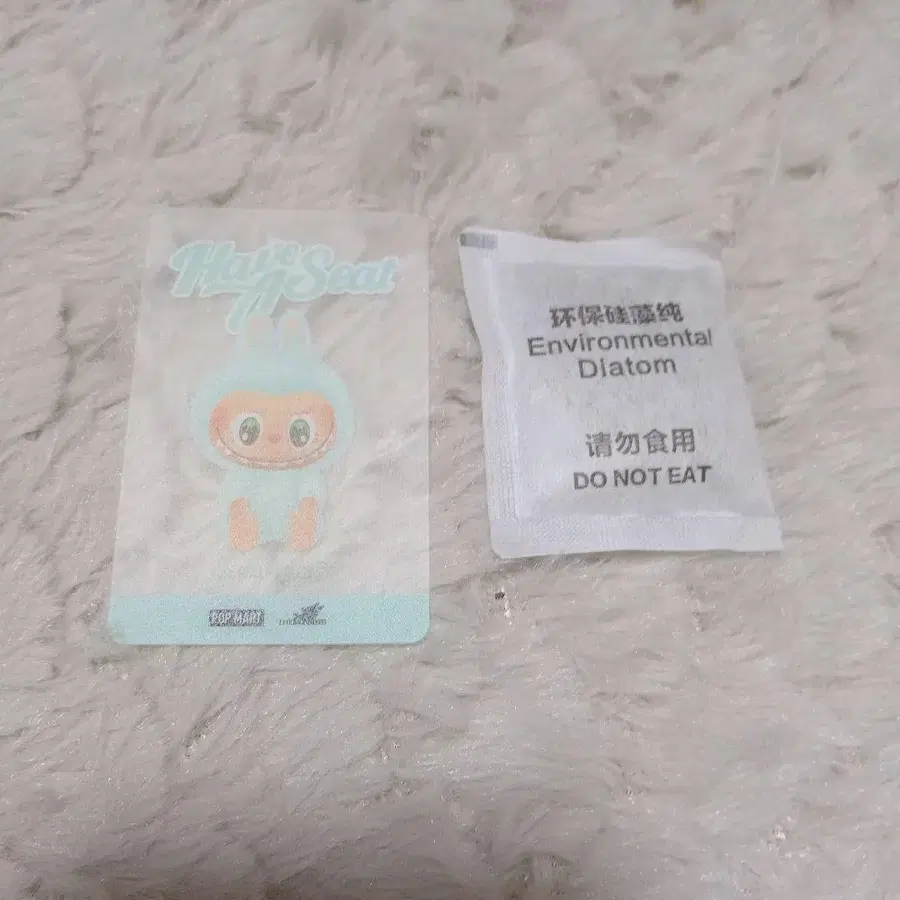 Have
A Seat
POP MART
环保硅藻纯
Environmental
Diatom
请勿食用
DO NOT EAT